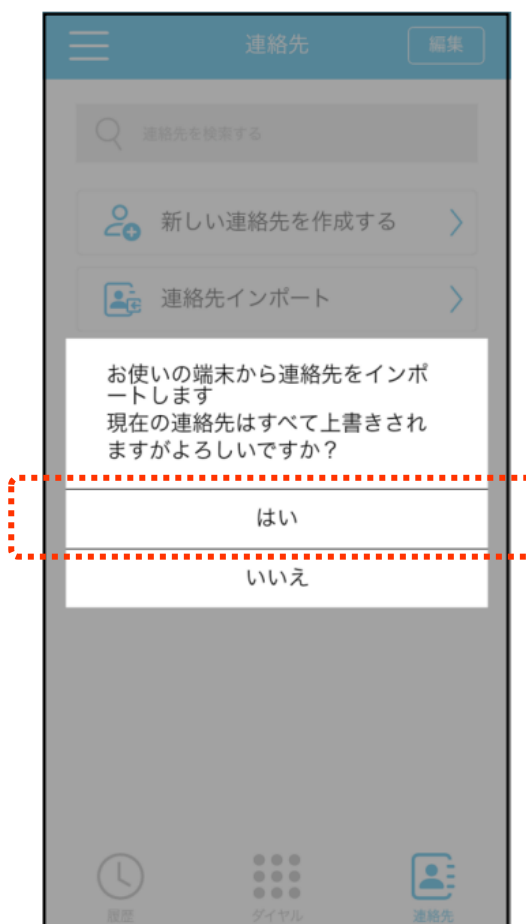 連絡先
編集
連絡先を検索する
新しい連絡先を作成する
連絡先インポート
お使いの端末から連絡先をインポ
ートします
現在の連絡先はすべて上書きされ
ますがよろしいですか？
はい
いいえ
履歴
ダイヤル
連絡先